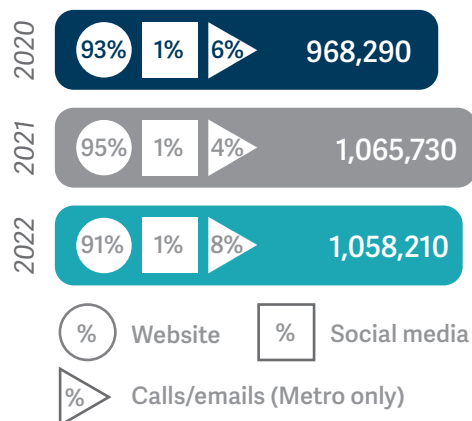 2020
93% 1% 6% 968,290
2021
95% 1% 4% 1,065,730
2022
91% 1% 8% 1,058,210
% Website % Social media
% Calls/emails (Metro only)